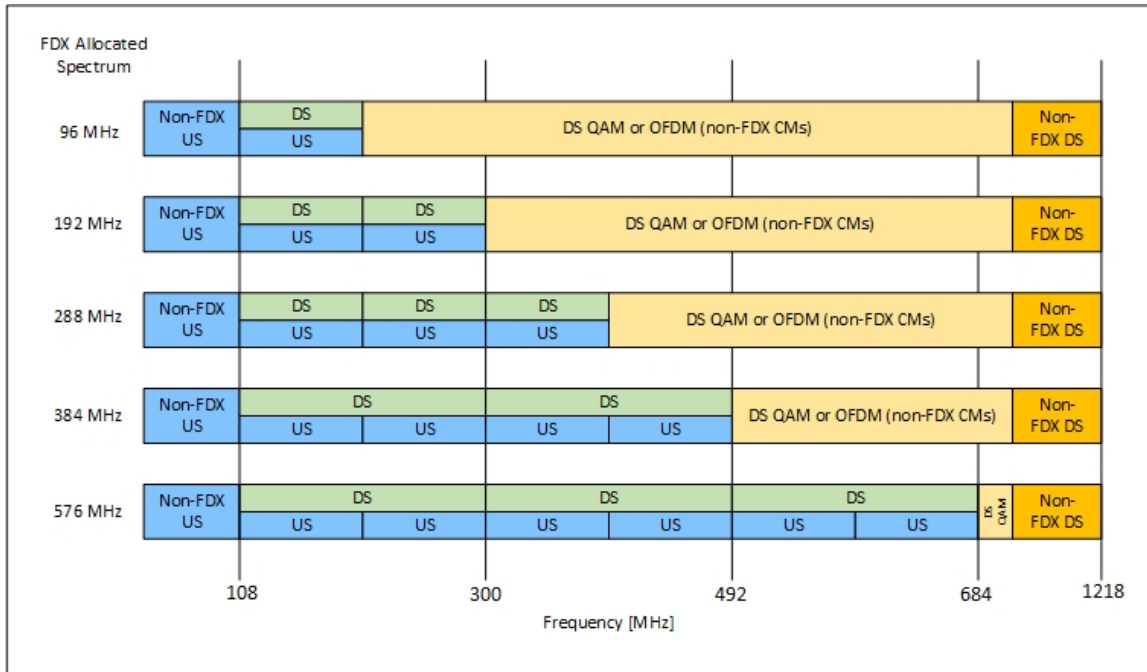 FDX Allocated
Spectrum
96 MHz
Non-FDX
US
DS
US
DS QAM or OFDM (non-FDX CMs)
Non-
FDX DS
192 MHz
Non-FDX
US
DS
DS
US
US
DS QAM or OFDM (non-FDX CMs)
Non-
FDX DS
288 MHz
Non-FDX
US
DS
DS
DS
US
US
US
DS QAM or OFDM (non-FDX CMs)
Non-
FDX DS
384 MHz
Non-FDX
US
DS
DS
US
US
US
US
DS QAM or OFDM (non-FDX CMs)
Non-
FDX DS
576 MHz
Non-FDX
US
DS
DS
DS
US
US
US
US
US
US
DS
QAM
Non-
FDX DS
108
300
492
684
1218
Frequency [MHz]